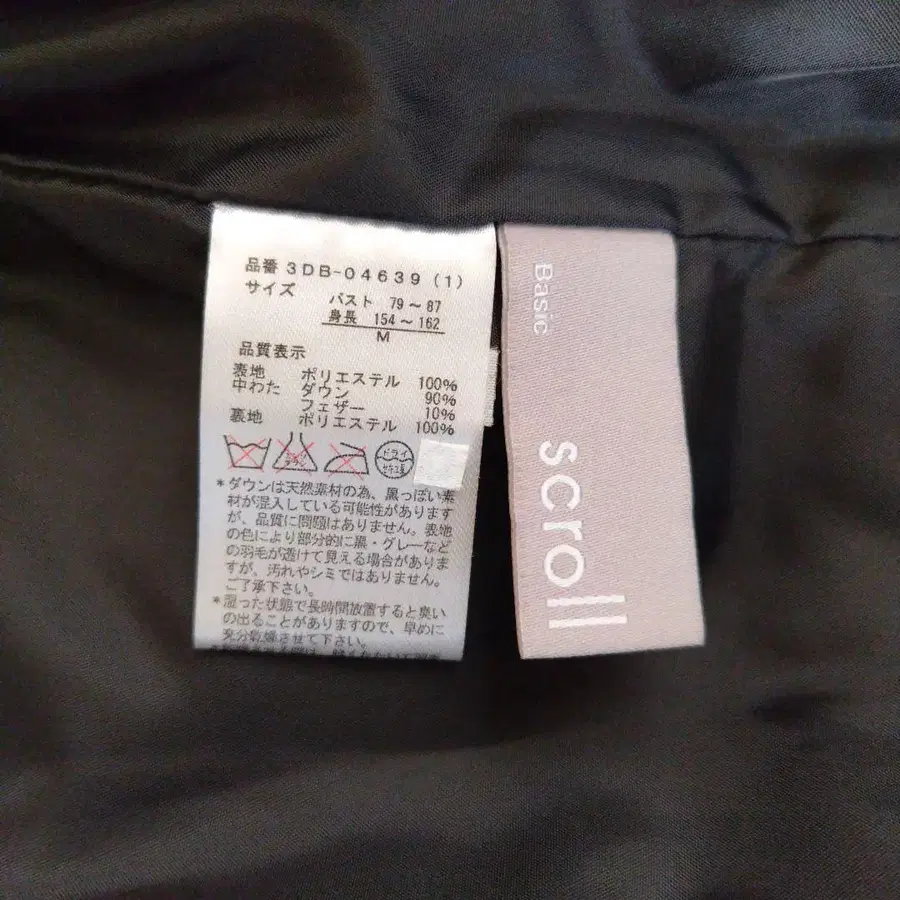 品番 3DB-04639 (1)
サイズ
バスト 79～87
身長 154～162
M
品質表示
表地 ポリエステル 100%
中わた ダウン 90%
フェザー 10%
裏地 ポリエステル 100%
ドライ
セキユ系
*ダウンは天然素材の為、黒っぽい素
材が混入している可能性があります
が、品質に問題はありません。表地
の色により部分的に黒・グレーなど
の羽毛が透けて見える場合がありま
すが、汚れやシミではありません。
ご了承下さい。
*湿った状態で長時間放置すると臭い
の出ることがありますので、早めに
充分乾燥させて下さい。
Basic
scroll